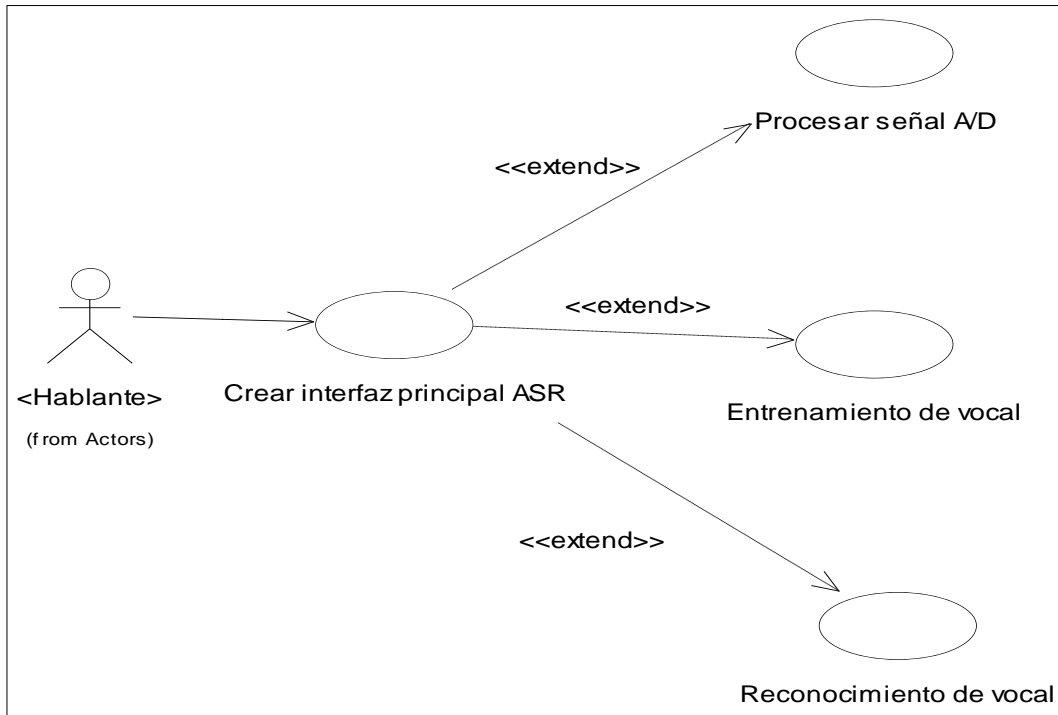 Procesar señal A/D
<<extend>>
<<extend>>
<Hablante>
(from Actors)
Crear interfaz principal ASR
Entrenamiento de vocal
<<extend>>
Reconocimiento de vocal